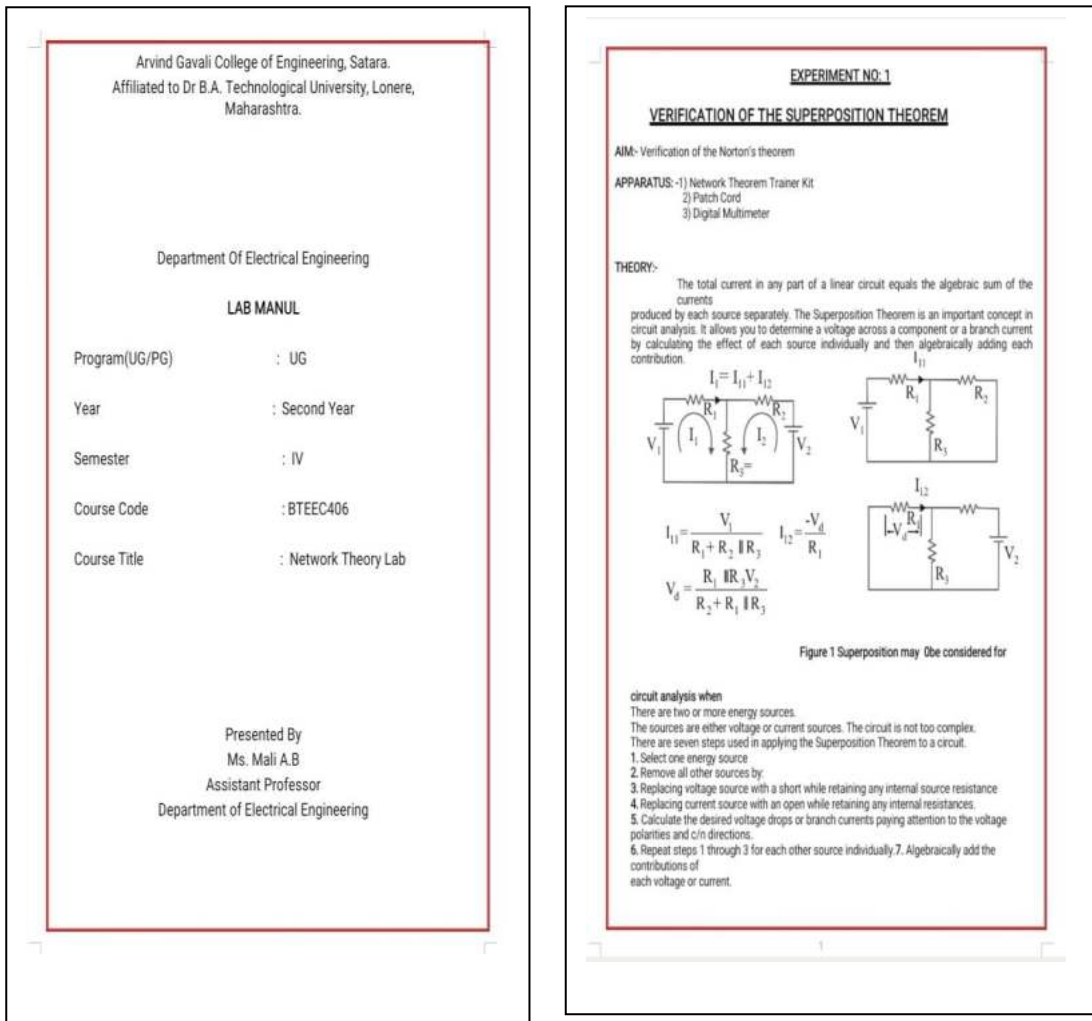 Arvind Gavali College of Engineering, Satara.
Affiliated to Dr B.A. Technological University, Lonere,
Maharashtra.
Department Of Electrical Engineering
LAB MANUL
Program(UG/PG) : UG
Year : Second Year
Semester : IV
Course Code : BTEEC406
Course Title : Network Theory Lab
Presented By
Ms. Mali A.B
Assistant Professor
Department of Electrical Engineering
EXPERIMENT NO: 1
VERIFICATION OF THE SUPERPOSITION THEOREM
AIM:- Verification of the Norton's theorem
APPARATUS: -1) Network Theorem Trainer Kit
2) Patch Cord
3) Digital Multimeter
THEORY:-
The total current in any part of a linear circuit equals the algebraic sum of the
currents
produced by each source separately. The Superposition Theorem is an important concept in
circuit analysis. It allows you to determine a voltage across a component or a branch current
by calculating the effect of each source individually and then algebraically adding each
contribution.
I₁= I₁₁+ I₁₂
V₁ R₁ I₁ R₃= I₂ R₂ V₂
I₁₁
V₁ R₁ R₃ R₂
I₁₂
V_d R₁ R₃ V₂
I₁₁= V₁ / R₁+ R₂ ∥R₃ I₁₂= -V_d / R₁
V_d = R₁ ∥R₃V₂ / R₂+ R₁ ∥R₃
Figure 1 Superposition may 0be considered for
circuit analysis when
There are two or more energy sources.
The sources are either voltage or current sources. The circuit is not too complex.
There are seven steps used in applying the Superposition Theorem to a circuit.
1. Select one energy source
2. Remove all other sources by:
3. Replacing voltage source with a short while retaining any internal source resistance
4. Replacing current source with an open while retaining any internal resistances.
5. Calculate the desired voltage drops or branch currents paying attention to the voltage
polarities and c/n directions.
6. Repeat steps 1 through 3 for each other source individually.7. Algebraically add the
contributions of
each voltage or current.
1